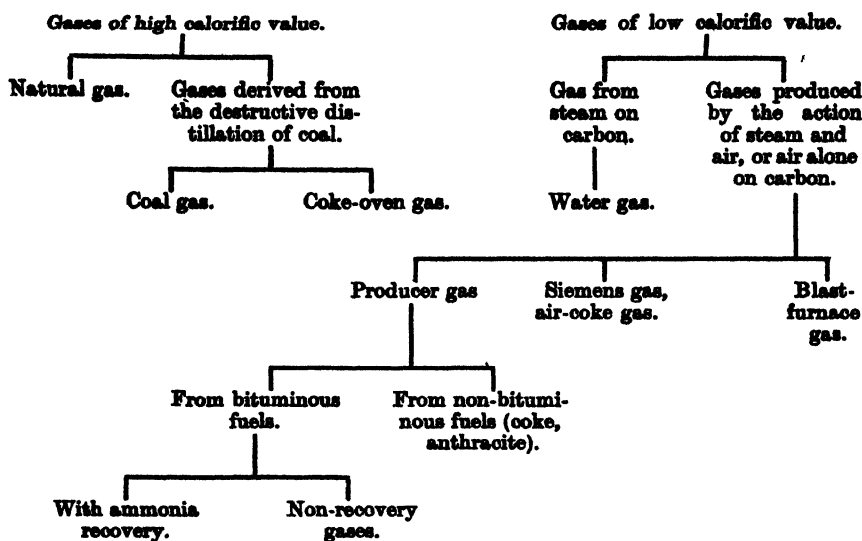 Gases of high calorific value.
Gases of low calorific value.
Natural gas.
Gases derived from
the destructive dis-
tillation of coal.
Gas from
steam on
carbon.
Gases produced
by the action
of steam and
air, or air alone
on carbon.
Coal gas.
Coke-oven gas.
Water gas.
Producer gas
Siemens gas,
air-coke gas.
Blast-
furnace
gas.
From bituminous
fuels.
From non-bitumi-
nous fuels (coke,
anthracite).
With ammonia
recovery.
Non-recovery
gases.